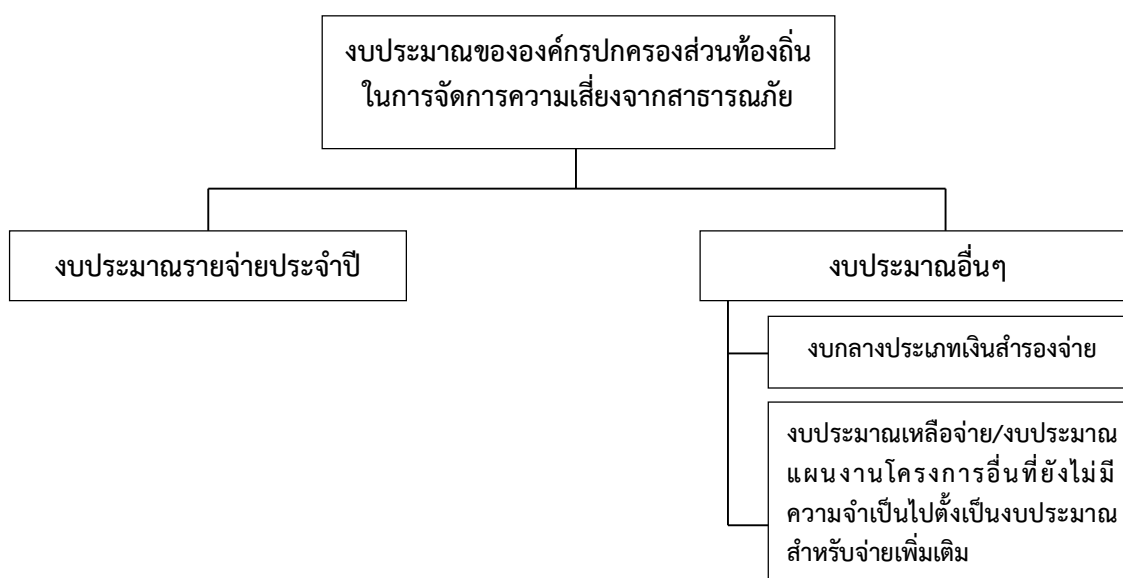 งบประมาณขององค์กรปกครองส่วนท้องถิ่น
ในการจัดการความเสี่ยงจากสาธารณภัย
งบประมาณรายจ่ายประจำปี
งบประมาณอื่นๆ
งบกลางประเภทเงินสำรองจ่าย
งบประมาณเหลือจ่าย/งบประมาณ
แผนงานโครงการอื่นที่ยังไม่มี
ความจำเป็นไปตั้งเป็นงบประมาณ
สำหรับจ่ายเพิ่มเติม